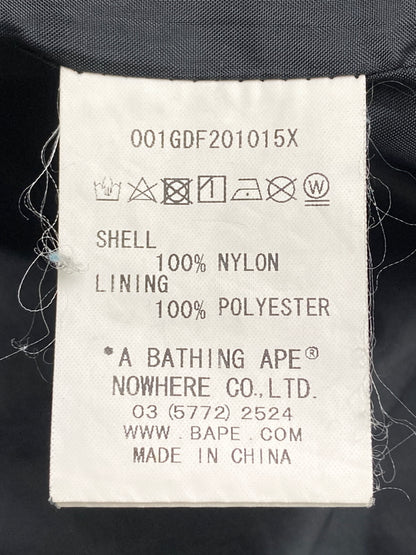 001GDF201015X
W
SHELL
100% NYLON
LINING
100% POLYESTER
*A BATHING APE®
NOWHERE CO.,LTD.
03 (5772) 2524
WWW.BAPE.COM
MADE IN CHINA